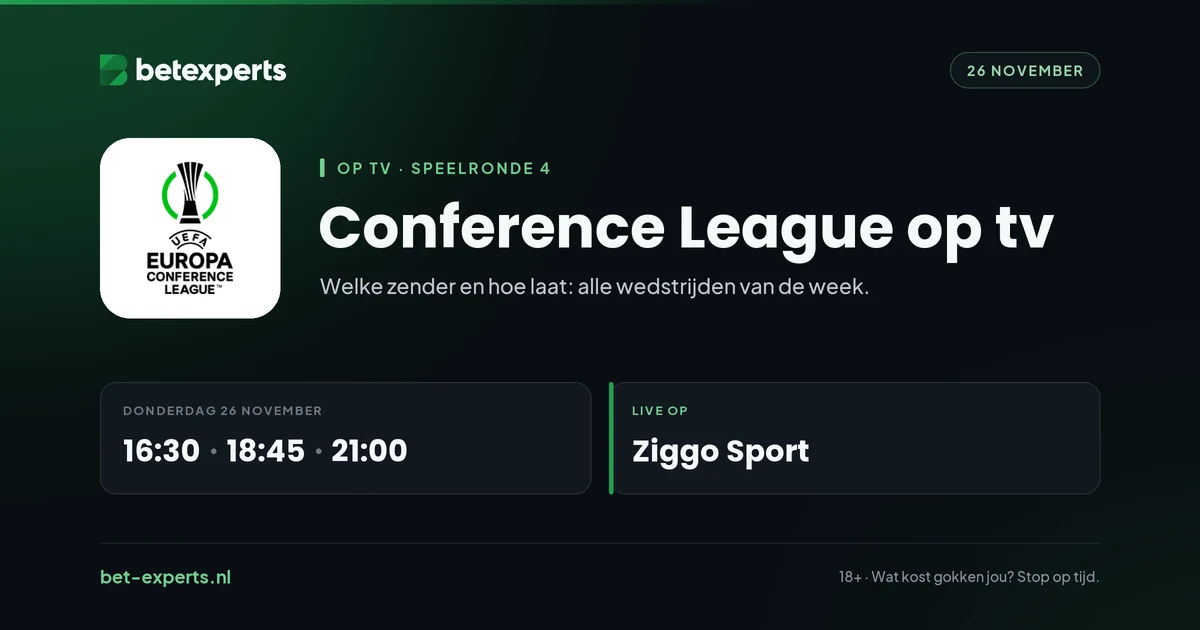 betexperts
26 NOVEMBER
UEFA
EUROPA
CONFERENCE
LEAGUE™
OP TV · SPEELRONDE 4
Conference League op tv
Welke zender en hoe laat: alle wedstrijden van de week.
DONDERDAG 26 NOVEMBER
16:30 · 18:45 · 21:00
LIVE OP
Ziggo Sport
bet-experts.nl
18+ · Wat kost gokken jou? Stop op tijd.